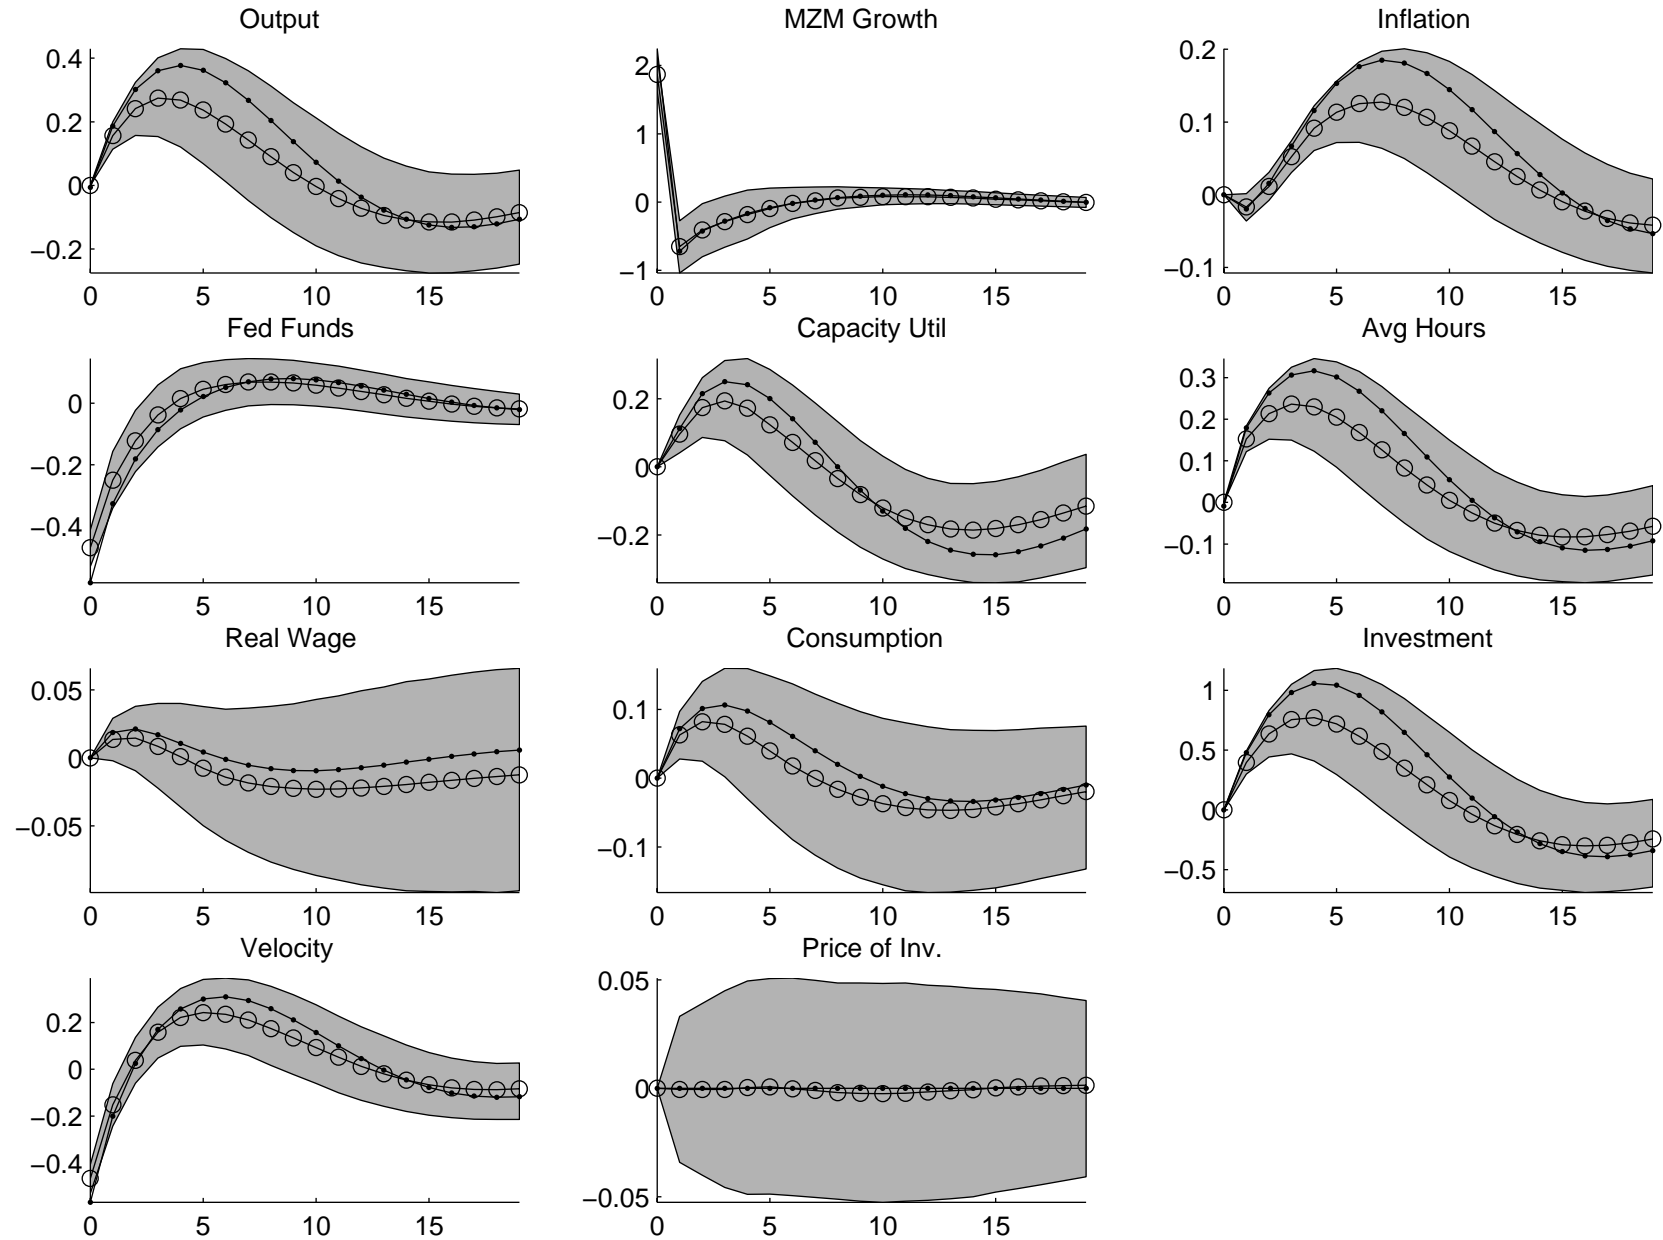 Output
MZM Growth
Inflation
0.4
0.2
0
−0.2
0 5 10 15
2
1
0
−1
0 5 10 15
0.2
0.1
0
−0.1
0 5 10 15
Fed Funds
Capacity Util
Avg Hours
0
−0.2
−0.4
0 5 10 15
0.2
0
−0.2
0 5 10 15
0.3
0.2
0.1
0
−0.1
0 5 10 15
Real Wage
Consumption
Investment
0.05
0
−0.05
0 5 10 15
0.1
0
−0.1
0 5 10 15
1
0.5
0
−0.5
0 5 10 15
Velocity
Price of Inv.
0.2
0
−0.2
−0.4
0 5 10 15
0.05
0
−0.05
0 5 10 15